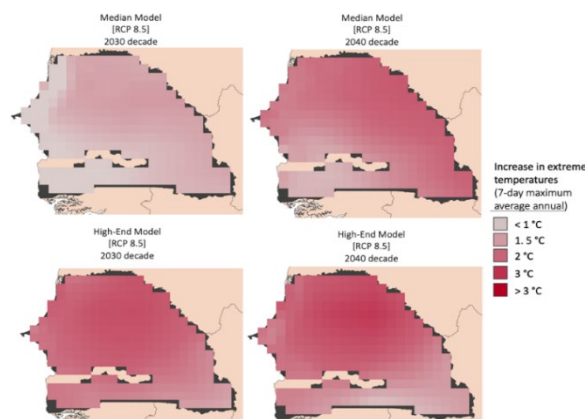 Median Model
[RCP 8.5]
2030 decade
Median Model
[RCP 8.5]
2040 decade
High-End Model
[RCP 8.5]
2030 decade
High-End Model
[RCP 8.5]
2040 decade
Increase in extreme
temperatures
(7-day maximum
average annual)
< 1 °C
1. 5 °C
2 °C
3 °C
> 3 °C